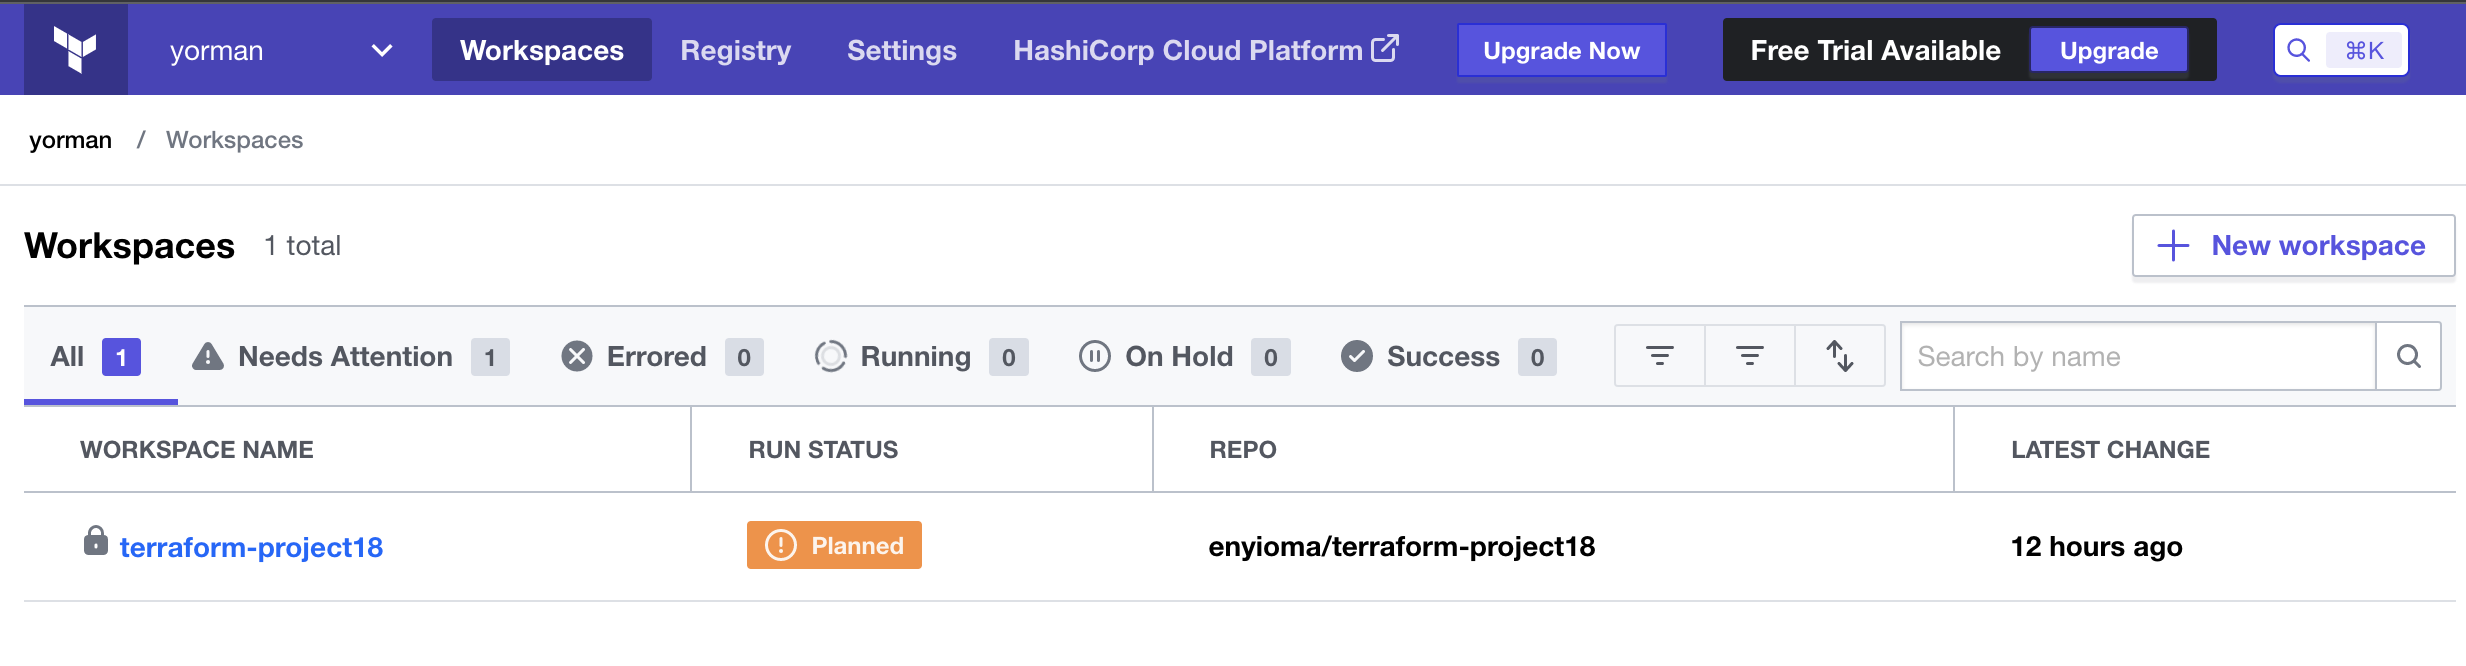 yorman Workspaces Registry Settings HashiCorp Cloud Platform Upgrade Now Free Trial Available Upgrade ⌘K
yorman / Workspaces
Workspaces 1 total New workspace
All 1 Needs Attention 1 Errored 0 Running 0 On Hold 0 Success 0 Search by name
WORKSPACE NAME RUN STATUS REPO LATEST CHANGE
terraform-project18 Planned enyioma/terraform-project18 12 hours ago